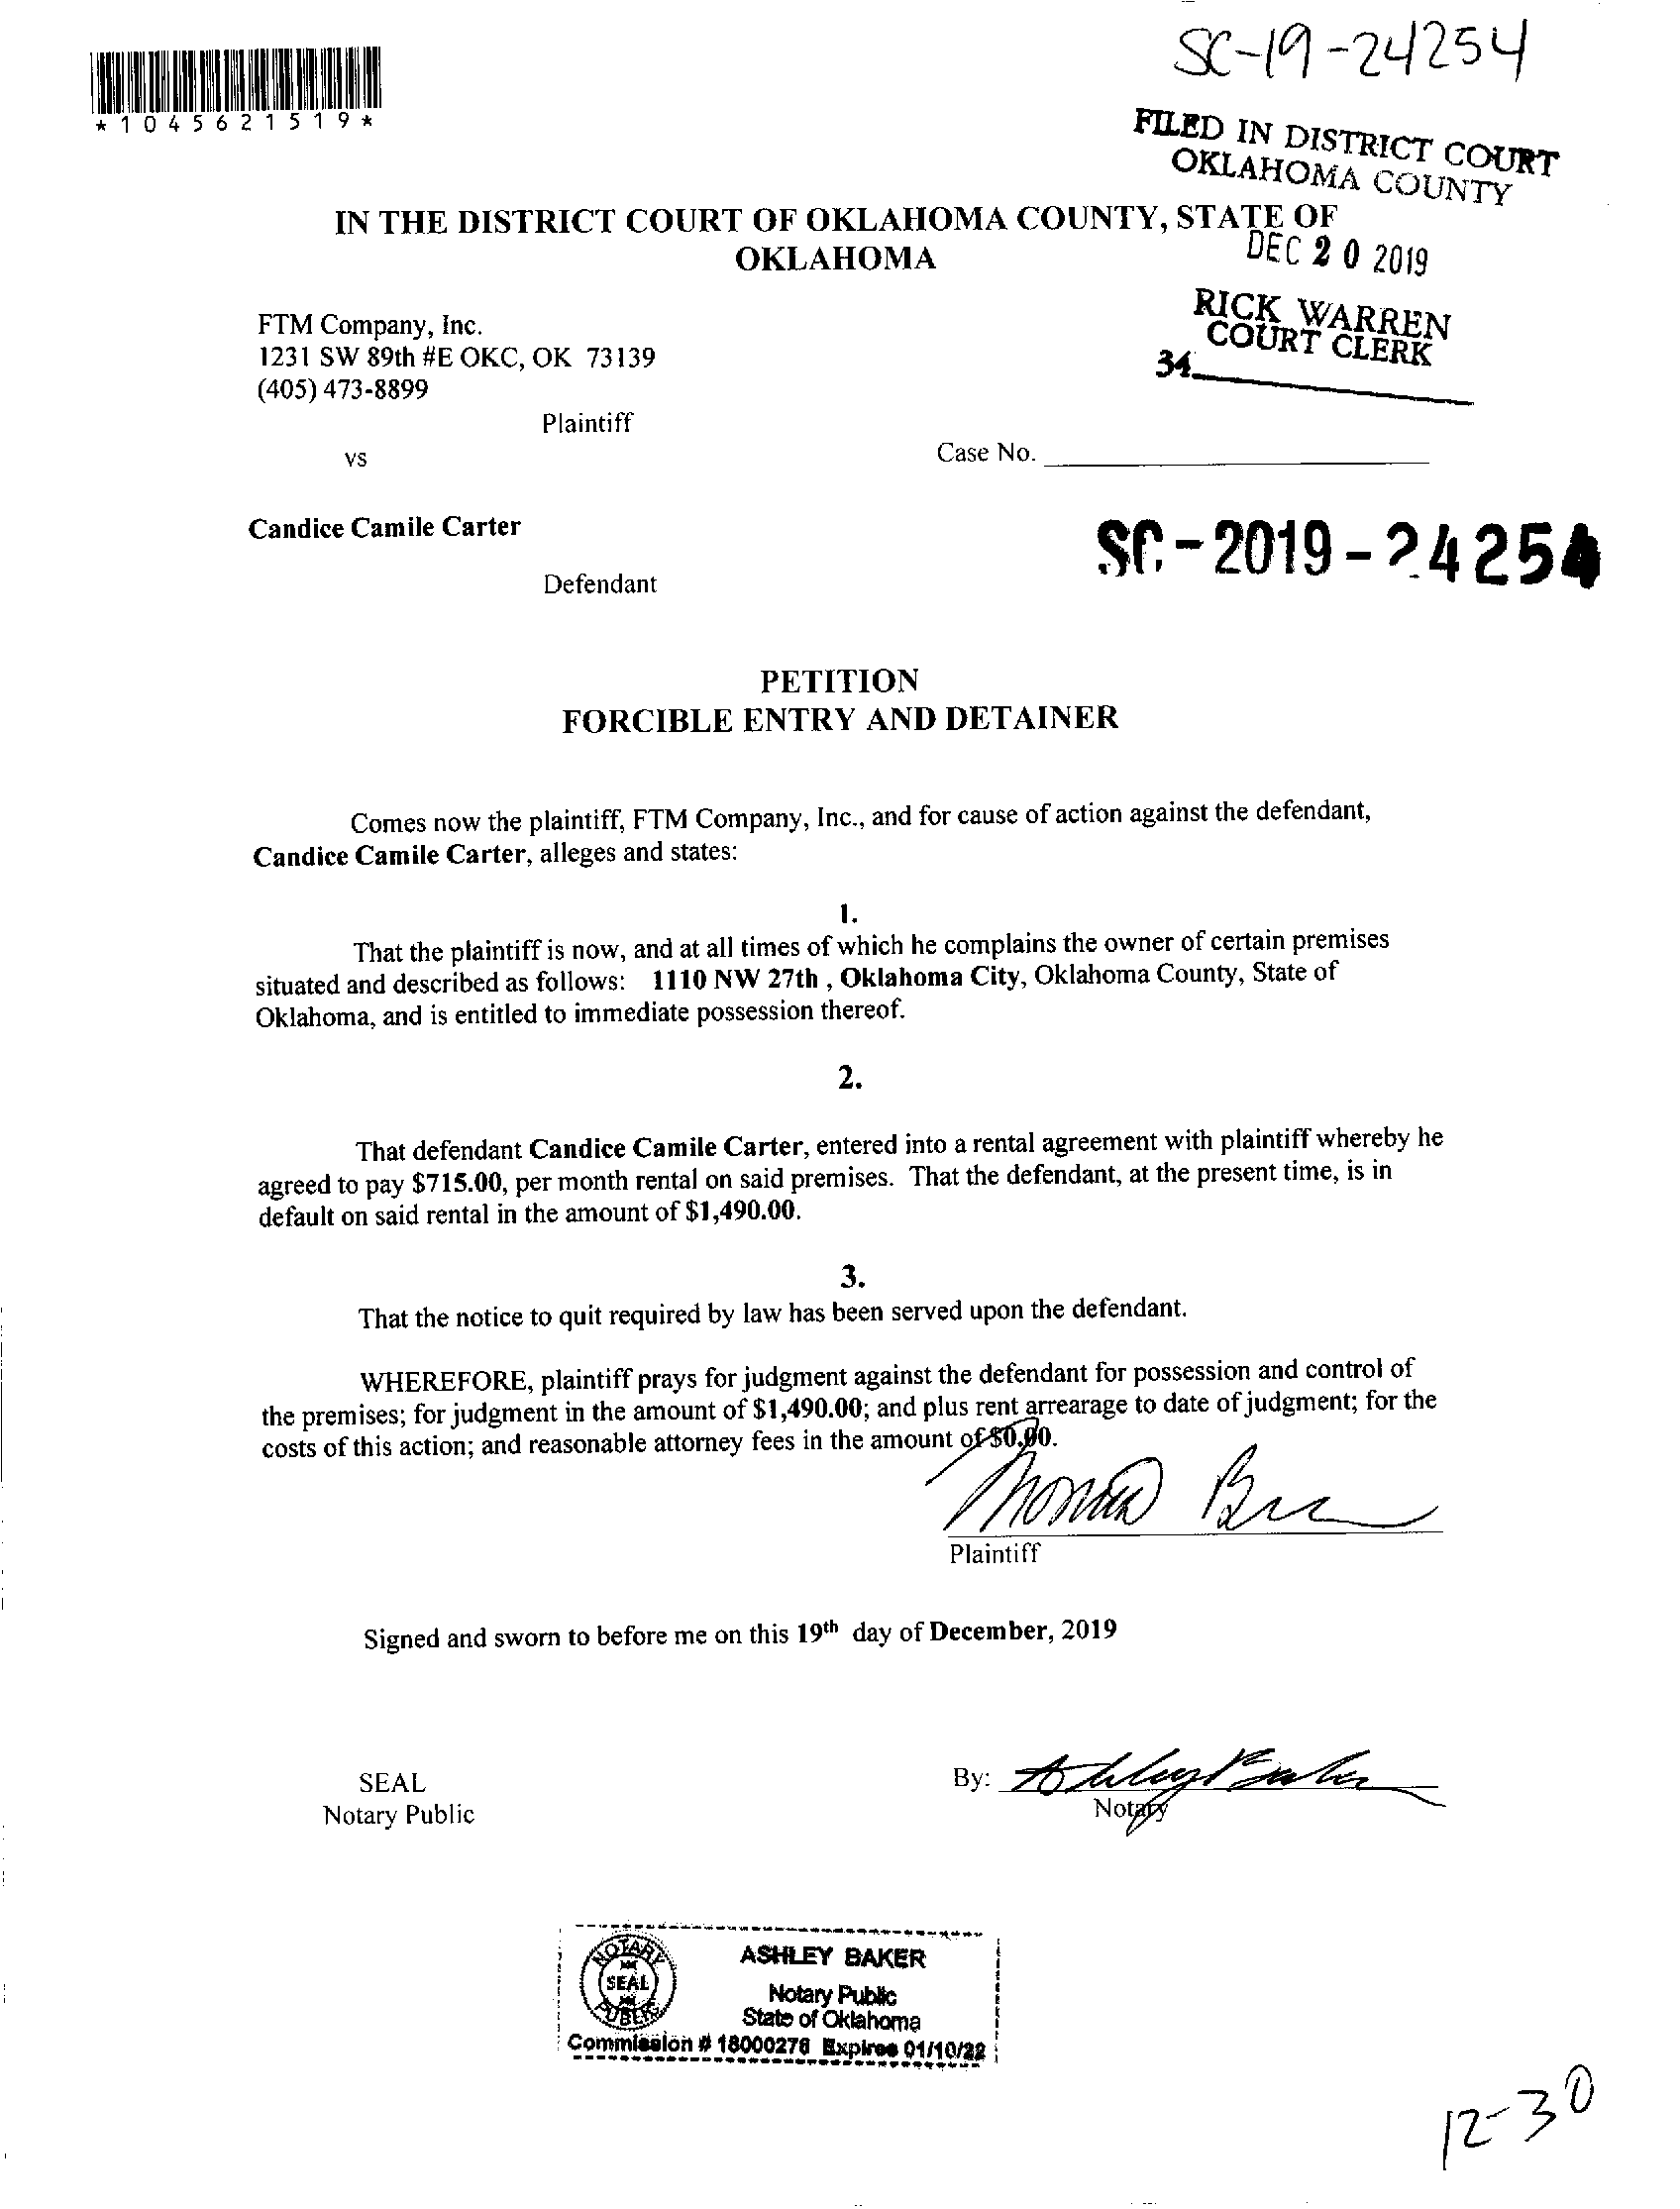 SC-19-24254
*1045621519*
FILED IN DISTRICT COURT
OKLAHOMA COUNTY
IN THE DISTRICT COURT OF OKLAHOMA COUNTY, STATE OF
OKLAHOMA
DEC 20 2019
RICK WARREN
COURT CLERK
34
FTM Company, Inc.
1231 SW 89th #E OKC, OK 73139
(405) 473-8899
Plaintiff
vs
Case No.
Candice Camile Carter
SC-2019-24254
Defendant
PETITION
FORCIBLE ENTRY AND DETAINER
Comes now the plaintiff, FTM Company, Inc., and for cause of action against the defendant,
Candice Camile Carter, alleges and states:
1.
That the plaintiff is now, and at all times of which he complains the owner of certain premises
situated and described as follows: 1110 NW 27th , Oklahoma City, Oklahoma County, State of
Oklahoma, and is entitled to immediate possession thereof.
2.
That defendant Candice Camile Carter, entered into a rental agreement with plaintiff whereby he
agreed to pay $715.00, per month rental on said premises. That the defendant, at the present time, is in
default on said rental in the amount of $1,490.00.
3.
That the notice to quit required by law has been served upon the defendant.
WHEREFORE, plaintiff prays for judgment against the defendant for possession and control of
the premises; for judgment in the amount of $1,490.00; and plus rent arrearage to date of judgment; for the
costs of this action; and reasonable attorney fees in the amount of $0.00.
Plaintiff
Signed and sworn to before me on this 19th day of December, 2019
SEAL
Notary Public
By: Ashley Baker
Notary
NOTARY
SEAL
PUBLIC
ASHLEY BAKER
Notary Public
State of Oklahoma
Commission # 18000276 Expires 01/10/22
12-30